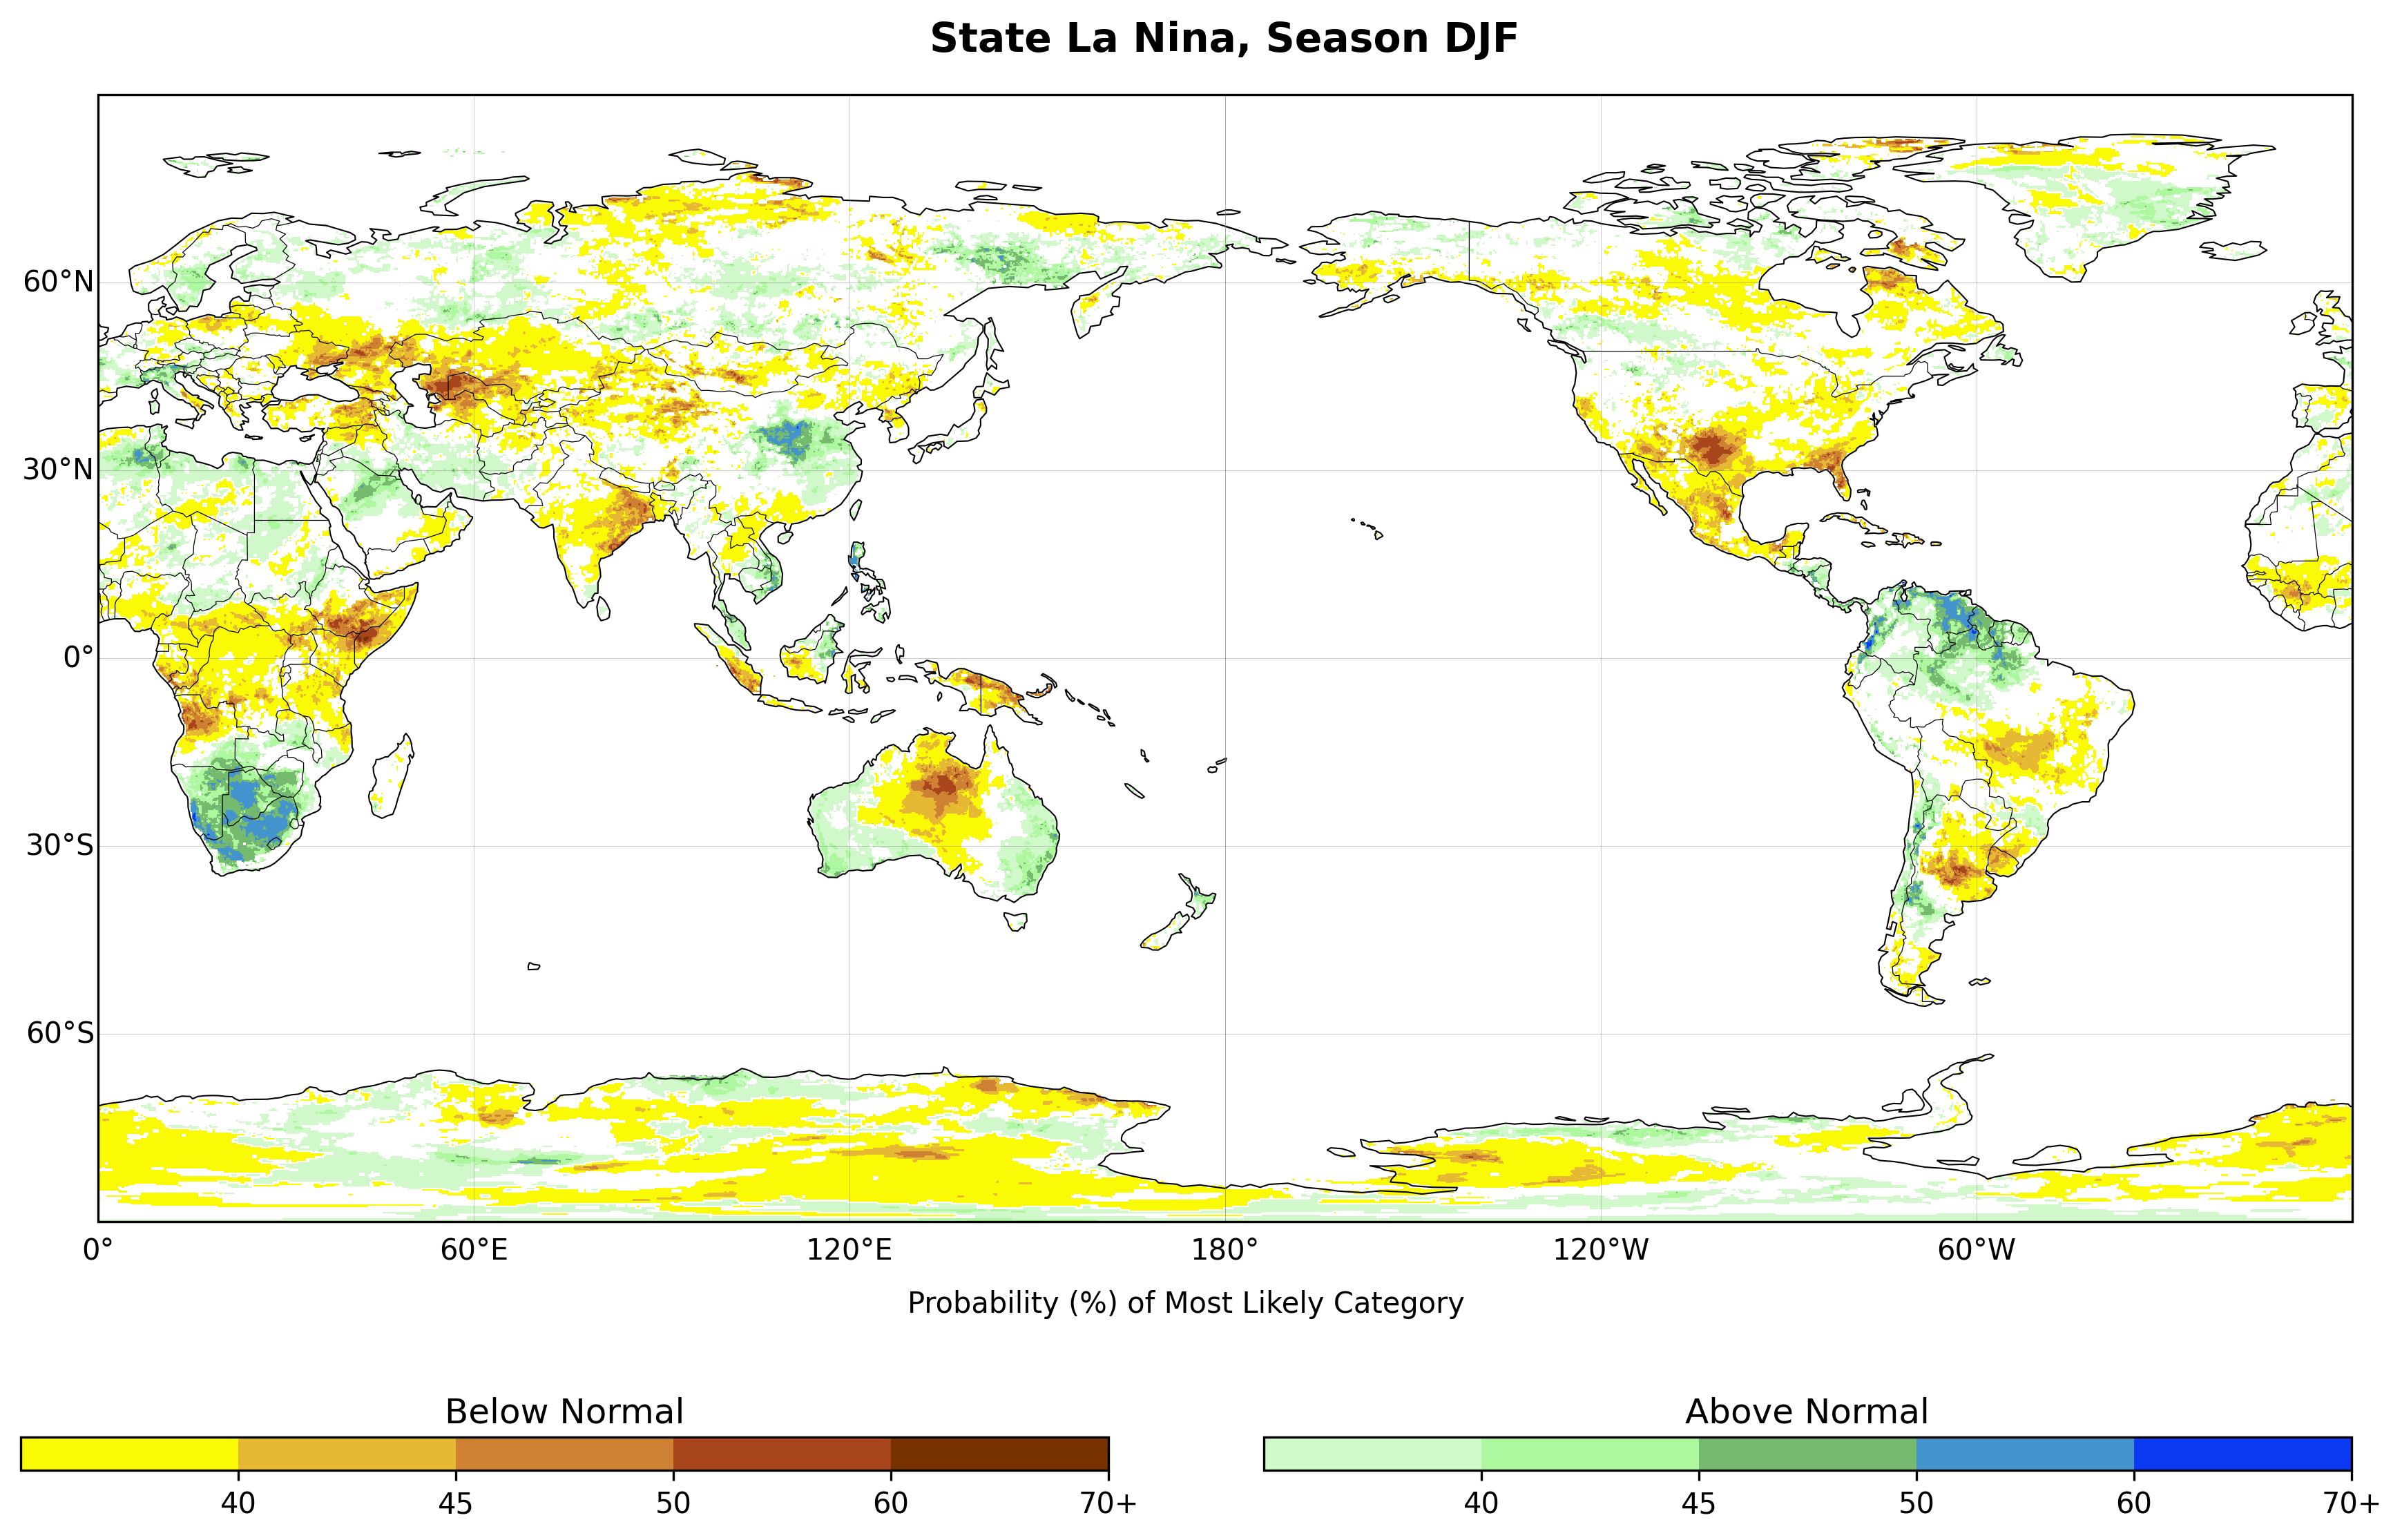 State La Nina, Season DJF
60°N
30°N
0°
30°S
60°S
0° 60°E 120°E 180° 120°W 60°W
Probability (%) of Most Likely Category
Below Normal
40 45 50 60 70+
Above Normal
40 45 50 60 70+